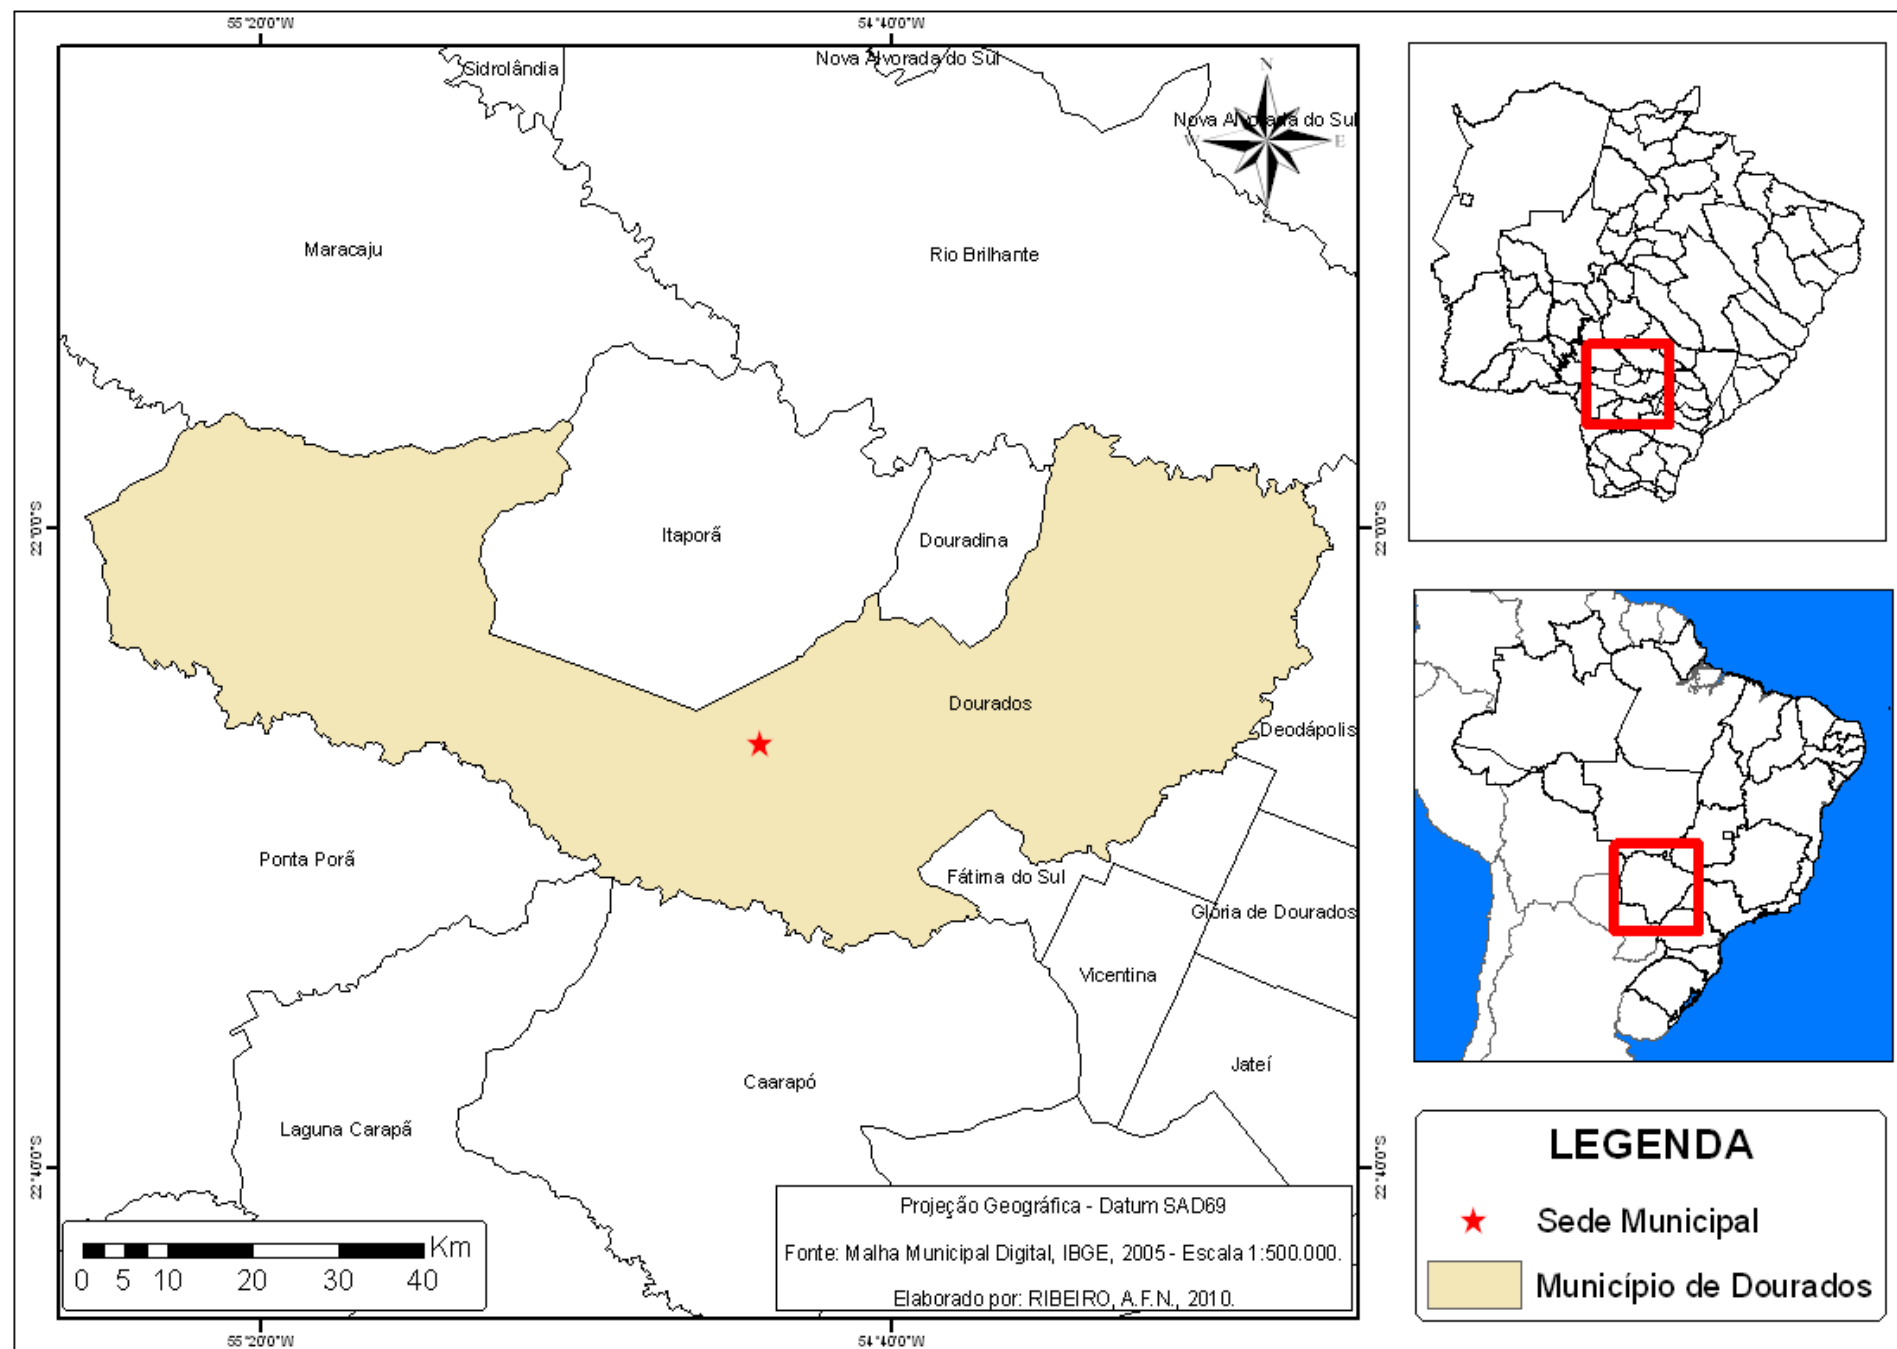 55°20'0"W
54°40'0"W
Sidrolândia
Nova Alvorada do Sul
N
Nova Alvorada do Sul
W
E
S
Maracaju
Rio Brilhante
22°0'0"S
22°0'0"S
Itaporã
Douradina
Dourados
Deodápolis
Ponta Porã
Fátima do Sul
Glória de Dourados
Vicentina
Jateí
Caarapó
Laguna Carapã
22°40'0"S
22°40'0"S
Projeção Geográfica - Datum SAD69
Fonte: Malha Municipal Digital, IBGE, 2005 - Escala 1:500.000.
Elaborado por: RIBEIRO, A.F.N., 2010.
Km
0 5 10 20 30 40
55°20'0"W
54°40'0"W
LEGENDA
Sede Municipal
Município de Dourados